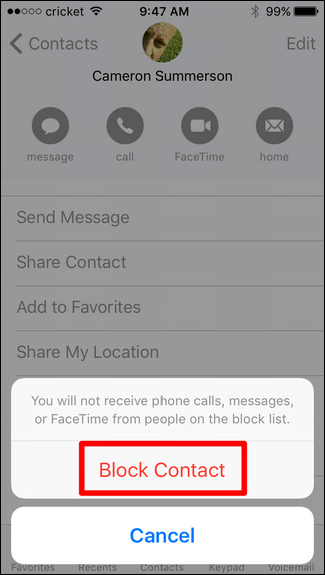 cricket 9:47 AM 99%
Contacts Edit
Cameron Summerson
message call FaceTime home
Send Message
Share Contact
Add to Favorites
Share My Location
You will not receive phone calls, messages,
or FaceTime from people on the block list.
Block Contact
Cancel
Favorites Recents Contacts Keypad Voicemail